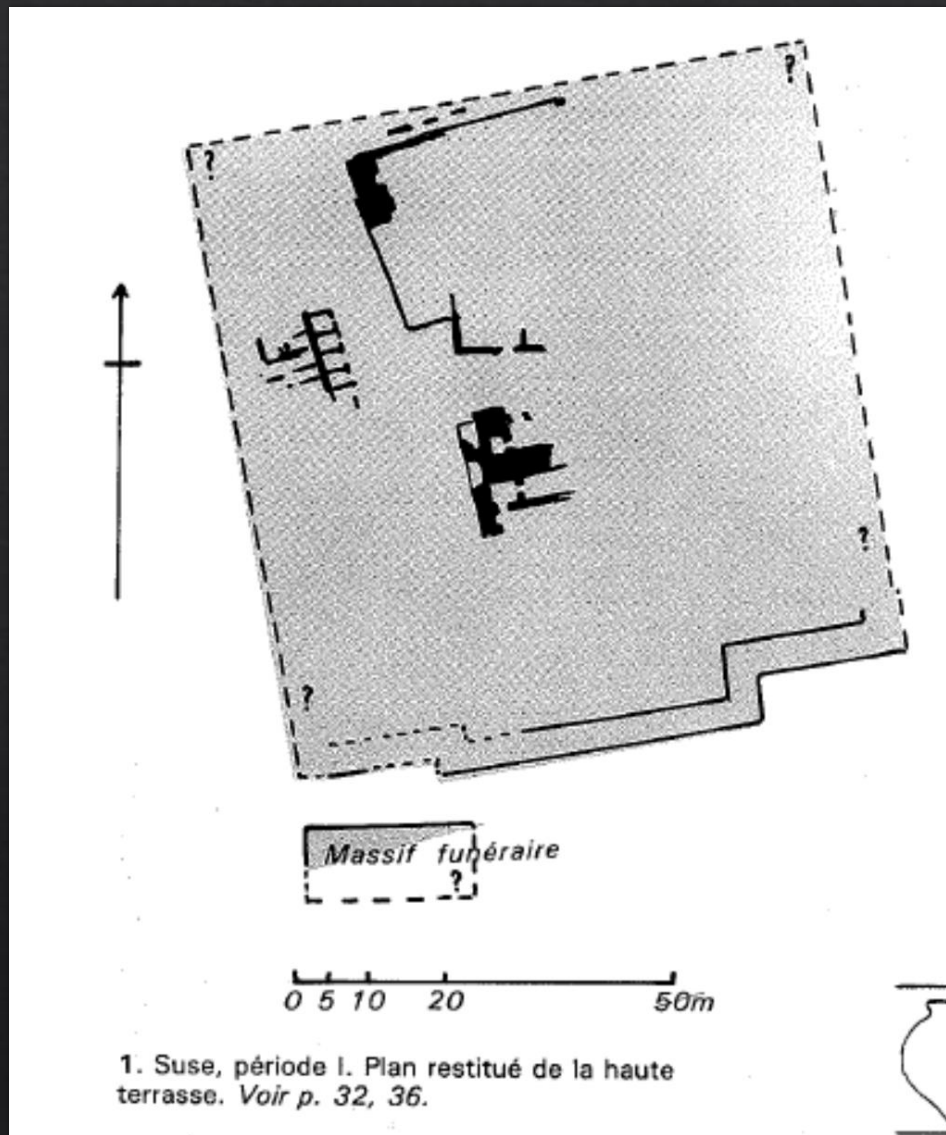 ?
?
?
?
Massif funéraire
?
0 5 10 20 50m
1. Suse, période I. Plan restitué de la haute
terrasse. Voir p. 32, 36.